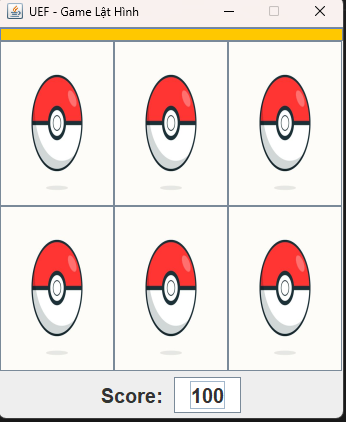 UEF - Game Lật Hình
Score: 100